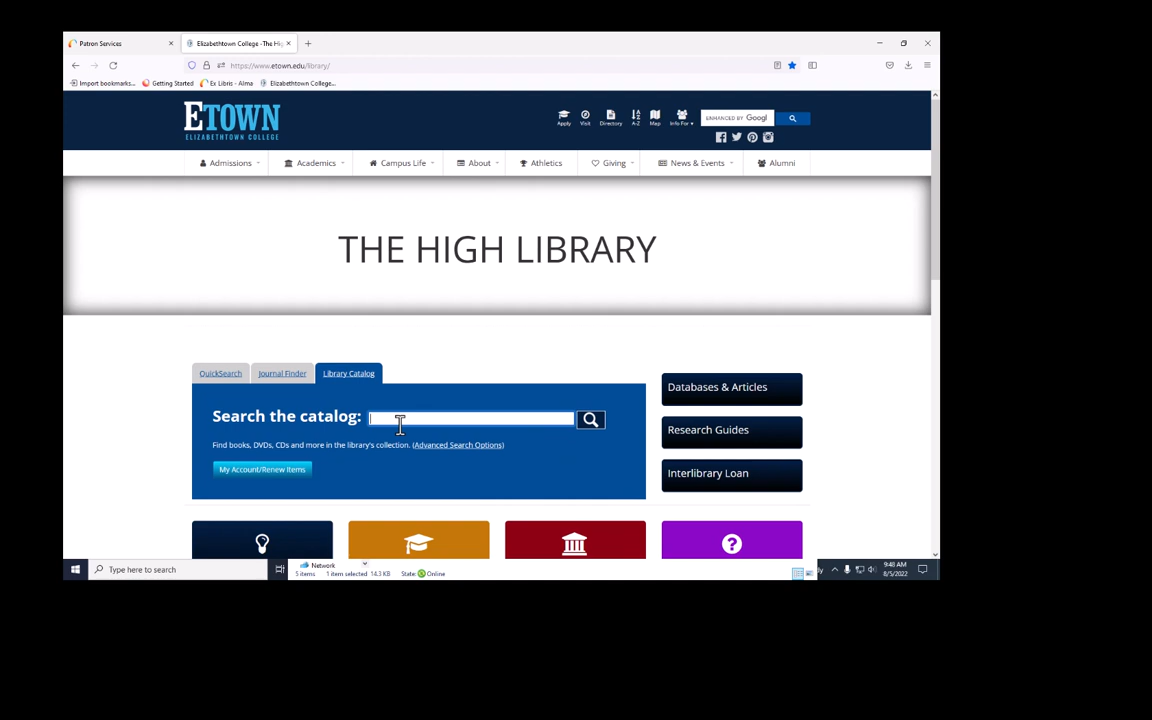 Patron Services
Elizabethtown College - The Hig
https://www.etown.edu/library/
Import bookmarks...
Getting Started
Ex Libris - Alma
Elizabethtown College...
ETOWN
ELIZABETHTOWN COLLEGE
Apply
Visit
Directory
A-Z
Map
Info For
ENHANCED BY Google
Admissions
Academics
Campus Life
About
Athletics
Giving
News & Events
Alumni
THE HIGH LIBRARY
QuickSearch
Journal Finder
Library Catalog
Search the catalog:
Find books, DVDs, CDs and more in the library's collection. (Advanced Search Options)
My Account/Renew Items
Databases & Articles
Research Guides
Interlibrary Loan
Type here to search
Network
5 items 1 item selected 14.3 KB State: Online
9:48 AM
8/5/2022